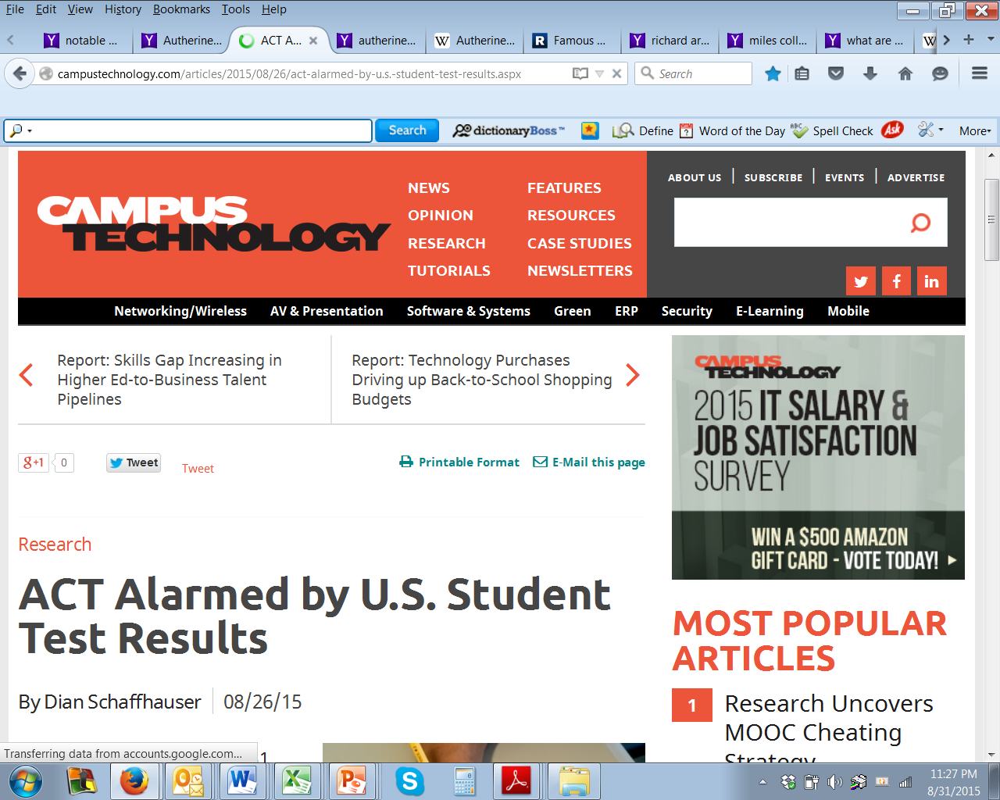 File Edit View History Bookmarks Tools Help
notable ... Autherine... ACT A... autherine... Autherine... Famous ... richard ar... miles coll... what are ...
campustechnology.com/articles/2015/08/26/act-alarmed-by-u.s.-student-test-results.aspx Search
Search dictionaryBoss™ Define Word of the Day ABC Spell Check Ask More
CAMPUS TECHNOLOGY
NEWS FEATURES
OPINION RESOURCES
RESEARCH CASE STUDIES
TUTORIALS NEWSLETTERS
ABOUT US | SUBSCRIBE | EVENTS | ADVERTISE
Networking/Wireless AV & Presentation Software & Systems Green ERP Security E-Learning Mobile
Report: Skills Gap Increasing in
Higher Ed-to-Business Talent
Pipelines
Report: Technology Purchases
Driving up Back-to-School Shopping
Budgets
g+1 0 Tweet Tweet Printable Format E-Mail this page
Research
ACT Alarmed by U.S. Student
Test Results
By Dian Schaffhauser | 08/26/15
CAMPUS
TECHNOLOGY
2015 IT SALARY &
JOB SATISFACTION
SURVEY
WIN A $500 AMAZON
GIFT CARD - VOTE TODAY!
MOST POPULAR
ARTICLES
1 Research Uncovers
MOOC Cheating
Strategy
Transferring data from accounts.google.com...
11:27 PM
8/31/2015